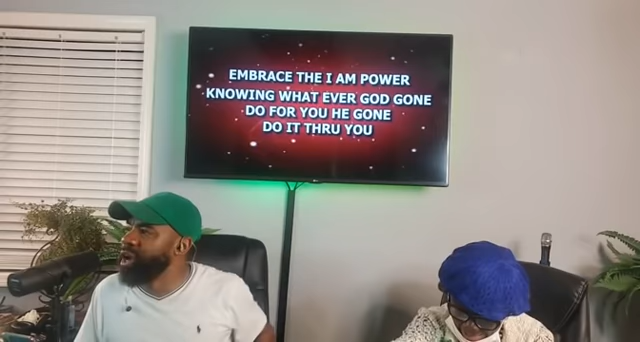 EMBRACE THE I AM POWER
KNOWING WHAT EVER GOD GONE
DO FOR YOU HE GONE
DO IT THRU YOU